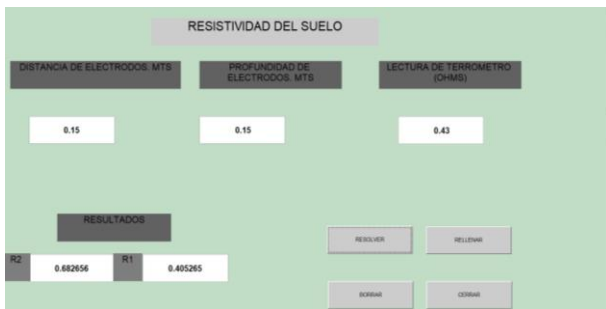 RESISTIVIDAD DEL SUELO
DISTANCIA DE ELECTRODOS. MTS
PROFUNDIDAD DE
ELECTRODOS. MTS
LECTURA DE TERROMETRO
(OHMS)
0.15
0.15
0.43
RESULTADOS
RESOLVER
RELLENAR
R2
0.682656
R1
0.405265
BORRAR
CERRAR